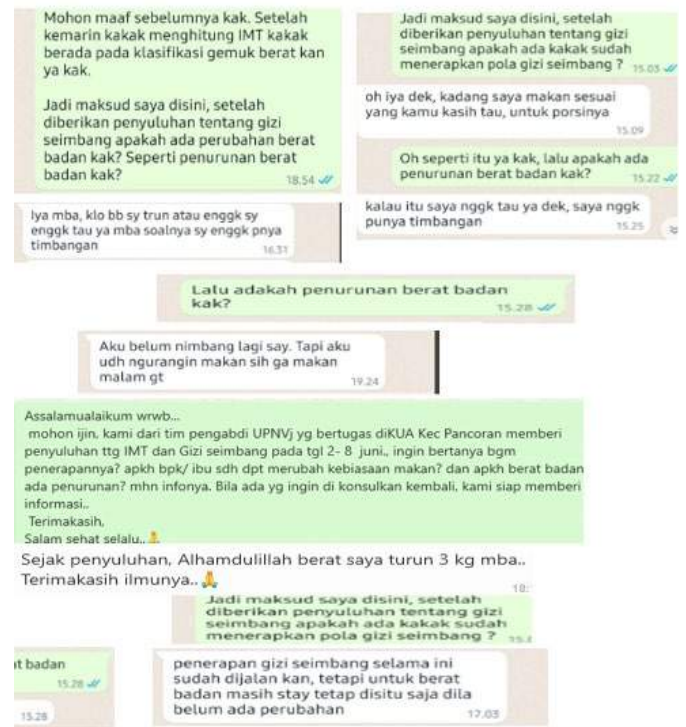 Mohon maaf sebelumnya kak. Setelah
kemarin kakak menghitung IMT kakak
berada pada klasifikasi gemuk berat kan
ya kak.
Jadi maksud saya disini, setelah
diberikan penyuluhan tentang gizi
seimbang apakah ada perubahan berat
badan kak? Seperti penurunan berat
badan kak?
18.54
Iya mba, klo bb sy trun atau enggk sy
enggk tau ya mba soalnya sy enggk pnya
timbangan
16.31
Jadi maksud saya disini, setelah
diberikan penyuluhan tentang gizi
seimbang apakah ada kakak sudah
menerapkan pola gizi seimbang ?
15.03
oh iya dek, kadang saya makan sesuai
yang kamu kasih tau, untuk porsinya
15.09
Oh seperti itu ya kak, lalu apakah ada
penurunan berat badan kak?
15.22
kalau itu saya nggk tau ya dek, saya nggk
punya timbangan
15.25
Lalu adakah penurunan berat badan
kak?
15.28
Aku belum nimbang lagi say. Tapi aku
udh ngurangin makan sih ga makan
malam gt
19.24
Assalamualaikum wrwb...
mohon ijin, kami dari tim pengabdi UPNVj yg bertugas diKUA Kec Pancoran memberi
penyuluhan ttg IMT dan Gizi seimbang pada tgl 2- 8 juni., ingin bertanya bgm
penerapannya? apkh bpk/ ibu sdh dpt merubah kebiasaan makan? dan apkh berat badan
ada penurunan? mhn infonya. Bila ada yg ingin di konsulkan kembali, kami siap memberi
informasi..
Terimakasih,
Salam sehat selalu..🙏
Sejak penyuluhan, Alhamdulillah berat saya turun 3 kg mba..
Terimakasih ilmunya..🙏
18:
Jadi maksud saya disini, setelah
diberikan penyuluhan tentang gizi
seimbang apakah ada kakak sudah
menerapkan pola gizi seimbang ?
at badan
15.28
15.28
penerapan gizi seimbang selama ini
sudah dijalan kan, tetapi untuk berat
badan masih stay tetap disitu saja dila
belum ada perubahan
17.03